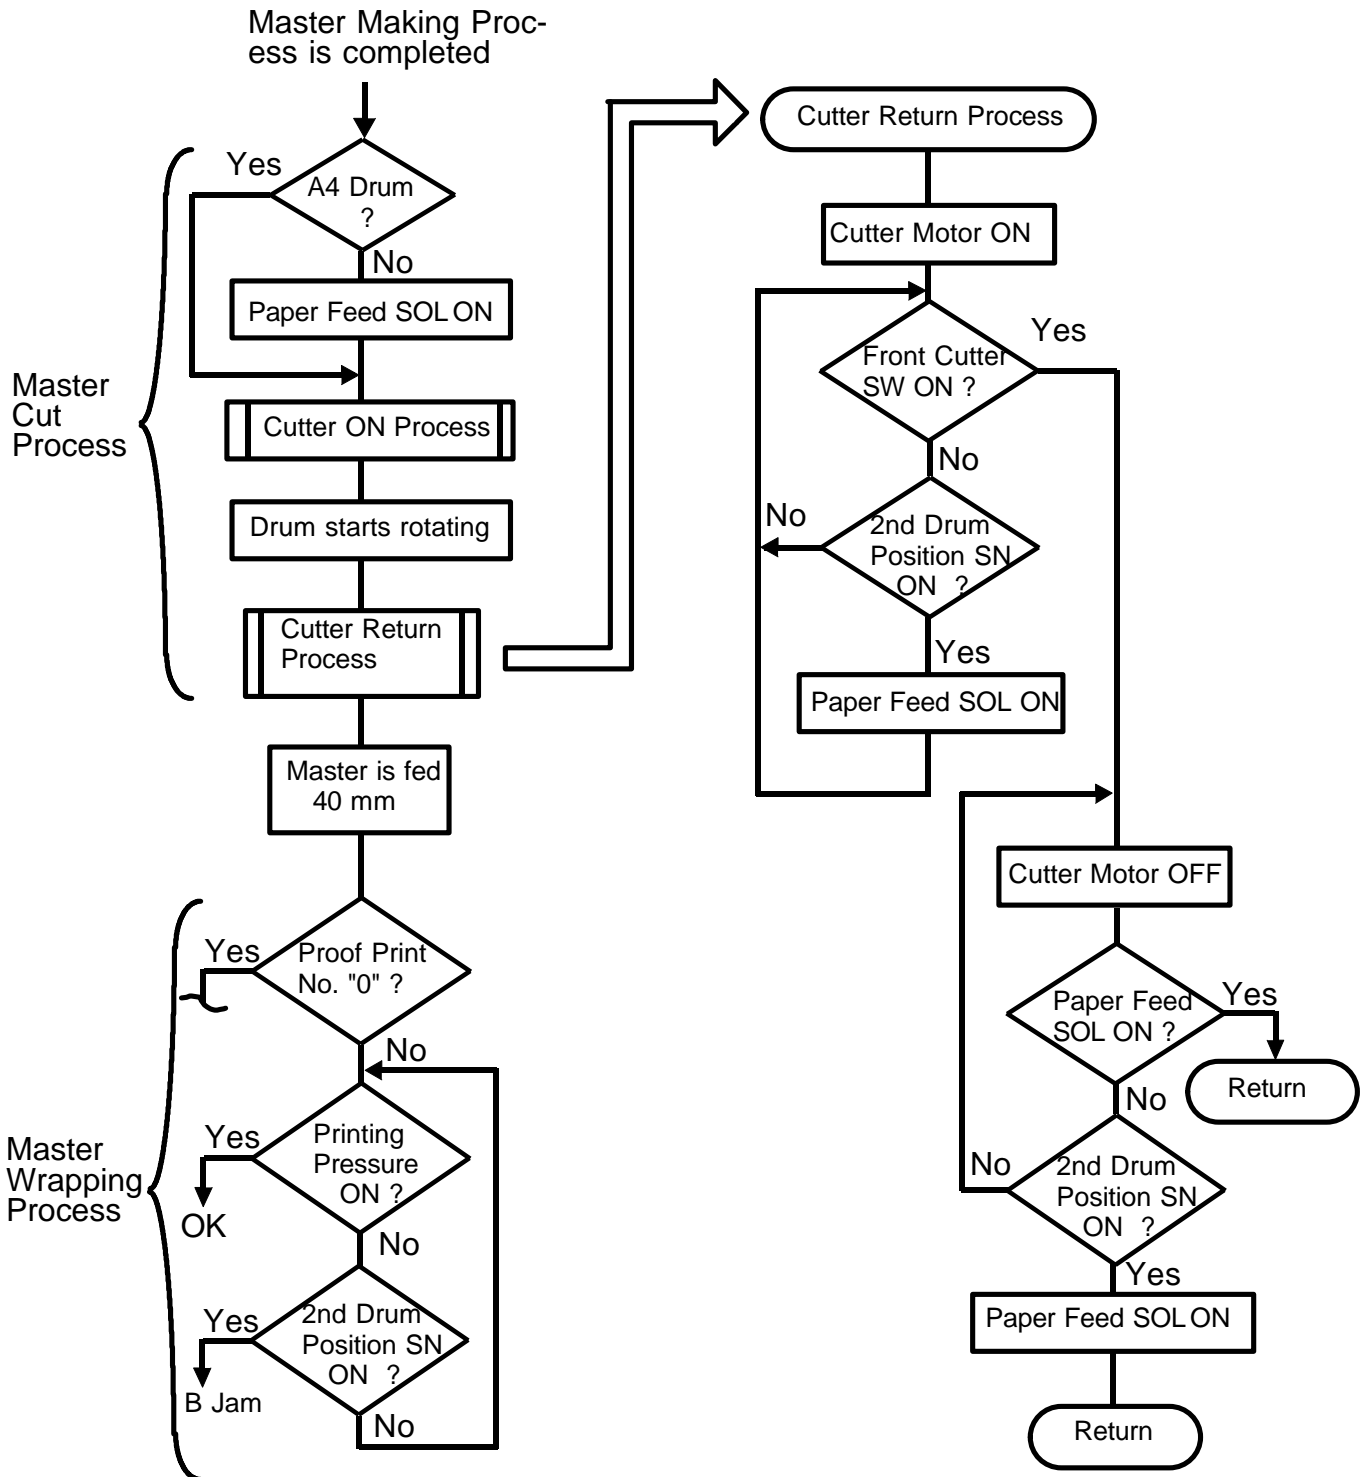 Master Making Proc-
ess is completed
Yes
A4 Drum
?
No
Paper Feed SOL ON
Master
Cut
Process
Cutter ON Process
Drum starts rotating
Cutter Return
Process
Master is fed
40 mm
Yes
Proof Print
No. "0" ?
No
Master
Wrapping
Process
Yes
Printing
Pressure
ON ?
OK
No
Yes
2nd Drum
Position SN
ON ?
B Jam
No
Cutter Return Process
Cutter Motor ON
Front Cutter
SW ON ?
Yes
No
No
2nd Drum
Position SN
ON ?
Yes
Paper Feed SOL ON
Cutter Motor OFF
Paper Feed
SOL ON ?
Yes
Return
No
No
2nd Drum
Position SN
ON ?
Yes
Paper Feed SOL ON
Return